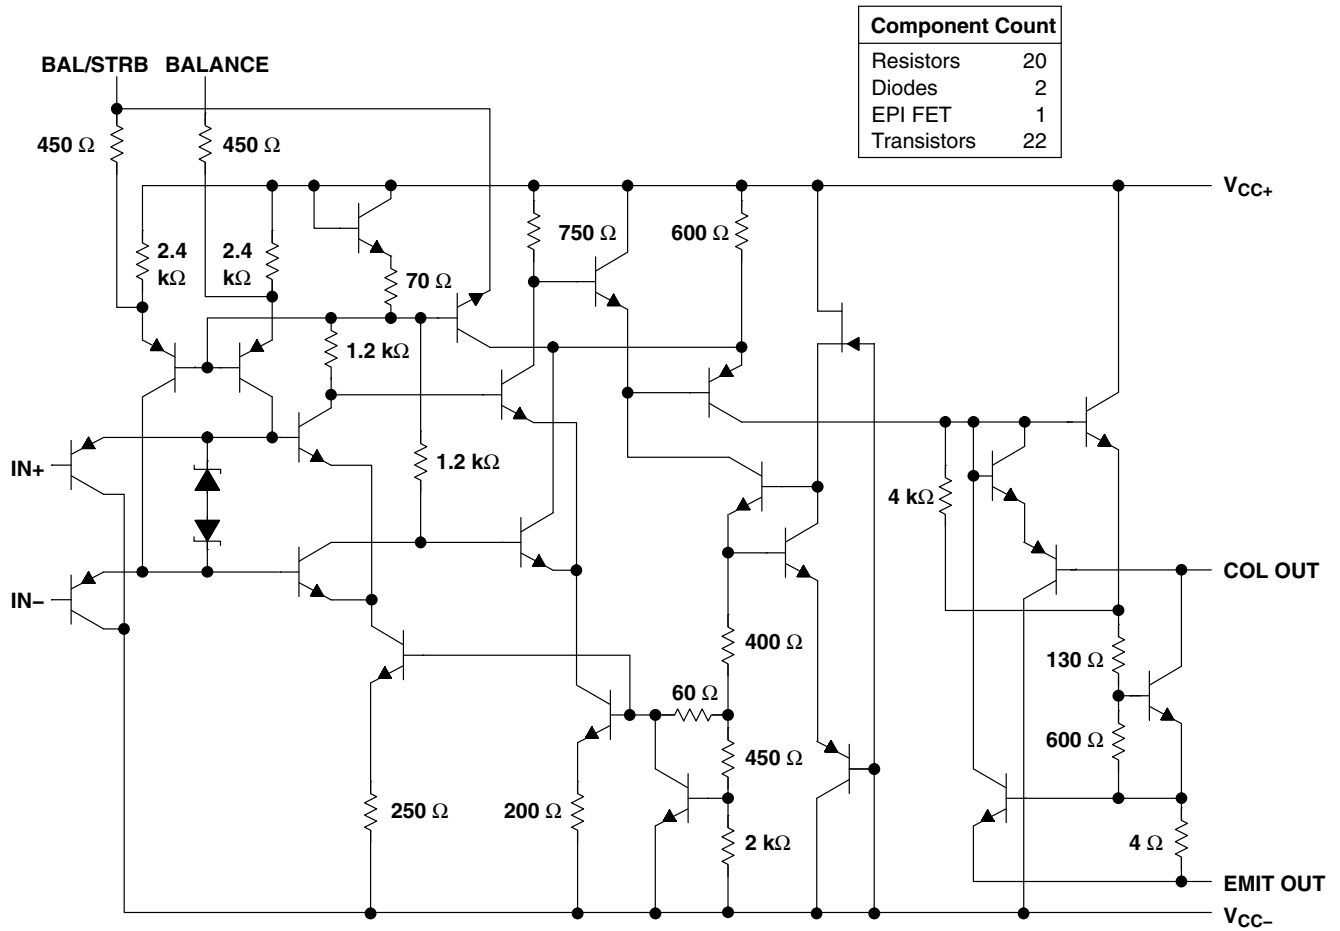 Component Count
Resistors 20
Diodes 2
EPI FET 1
Transistors 22
BAL/STRB BALANCE
450 Ω 450 Ω
VCC+
2.4 kΩ
2.4 kΩ
750 Ω
600 Ω
70 Ω
1.2 kΩ
IN+
1.2 kΩ
4 kΩ
COL OUT
IN−
400 Ω
130 Ω
60 Ω
600 Ω
450 Ω
250 Ω
200 Ω
2 kΩ
4 Ω
EMIT OUT
VCC−